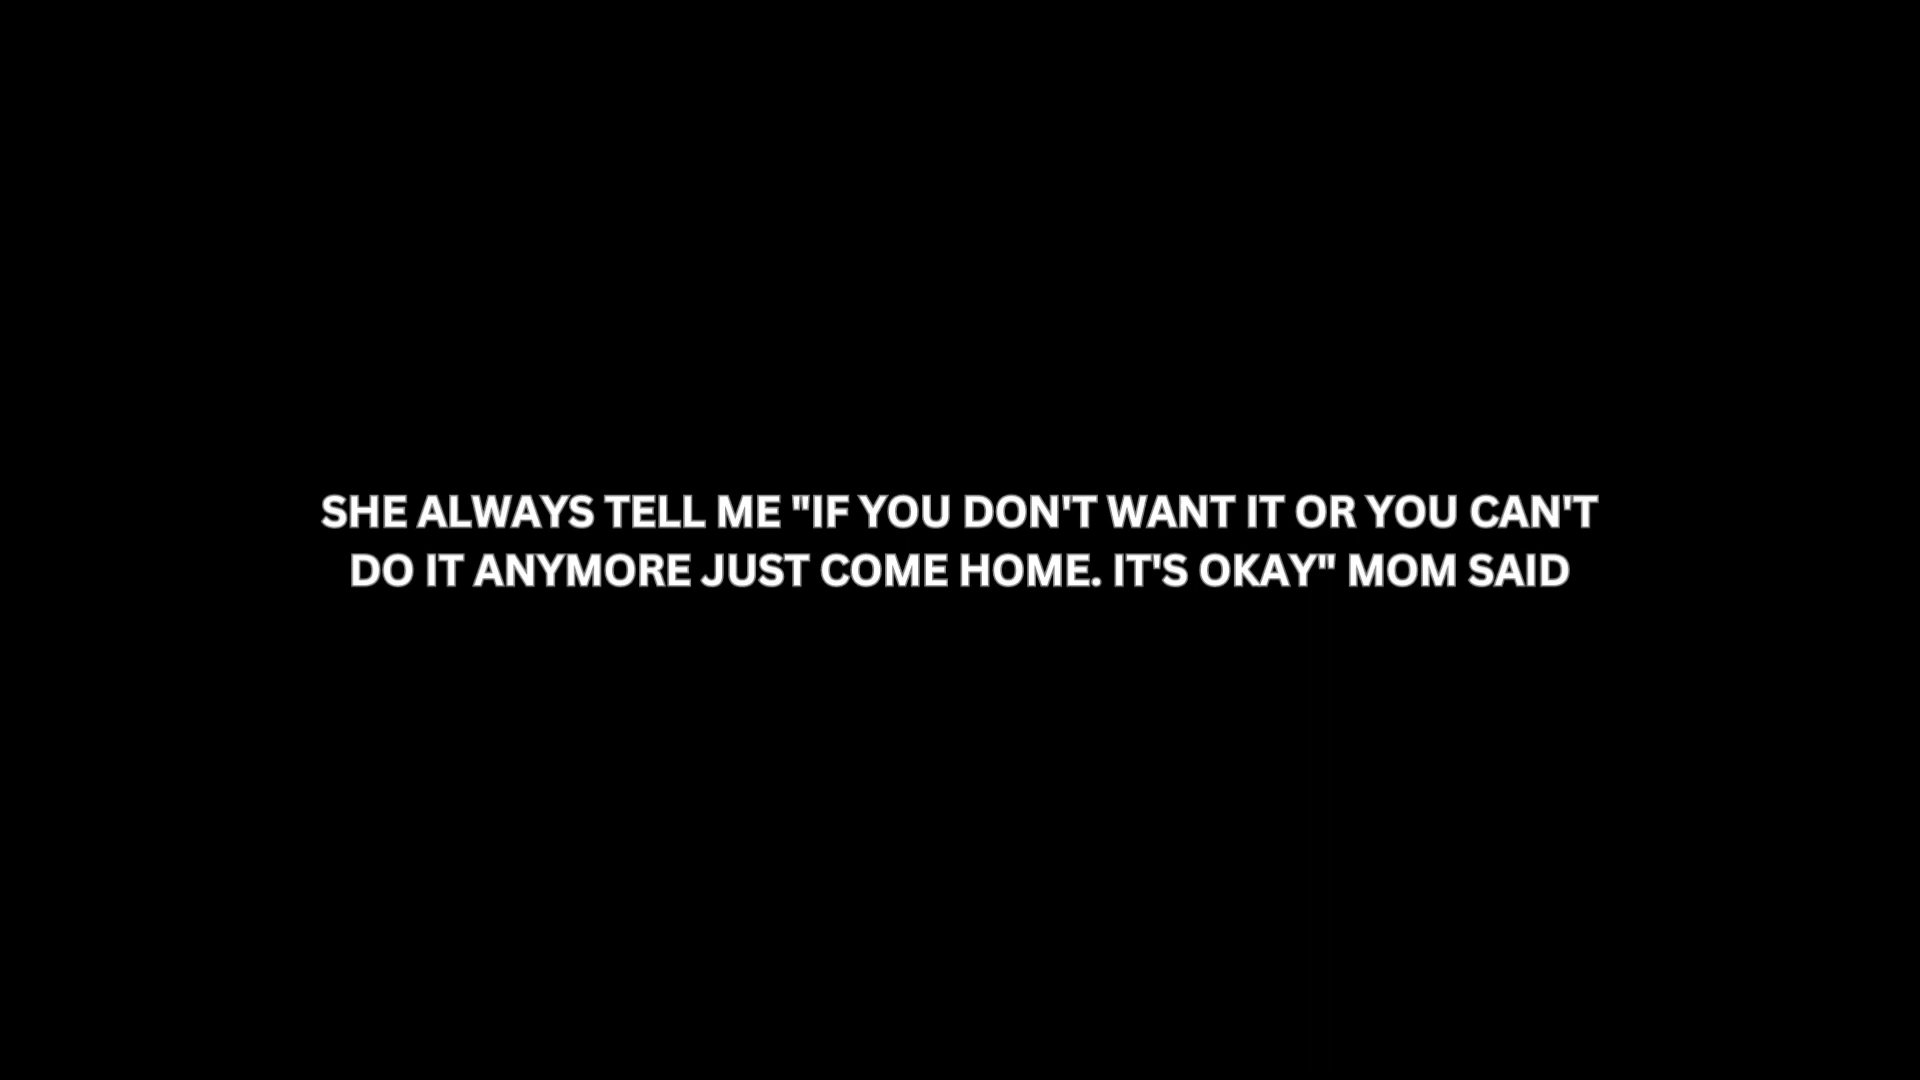 SHE ALWAYS TELL ME "IF YOU DON'T WANT IT OR YOU CAN'T
DO IT ANYMORE JUST COME HOME. IT'S OKAY" MOM SAID